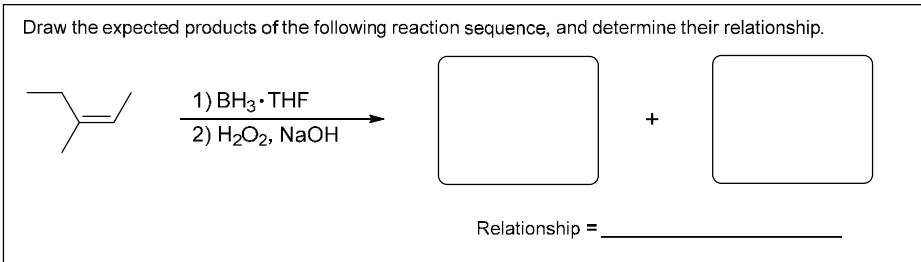 Draw the expected products of the following reaction sequence, and determine their relationship.
1) BH₃·THF
2) H₂O₂, NaOH
+
Relationship =